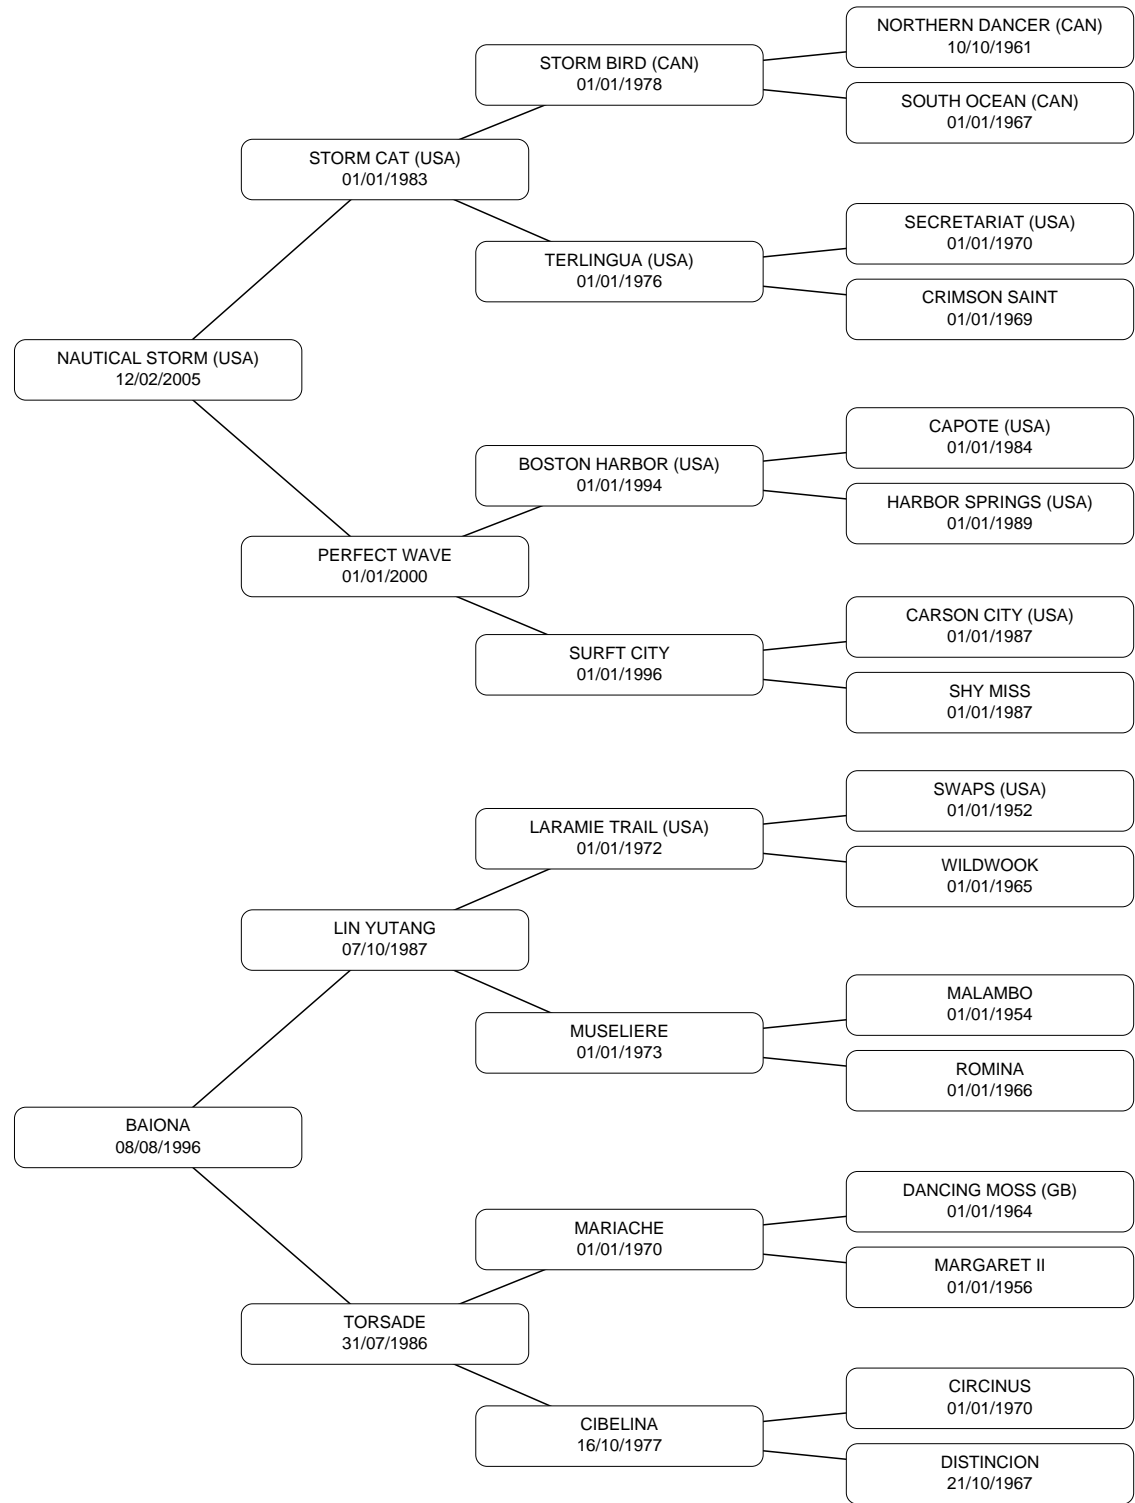 NORTHERN DANCER (CAN)
10/10/1961
STORM BIRD (CAN)
01/01/1978
SOUTH OCEAN (CAN)
01/01/1967
STORM CAT (USA)
01/01/1983
SECRETARIAT (USA)
01/01/1970
TERLINGUA (USA)
01/01/1976
CRIMSON SAINT
01/01/1969
NAUTICAL STORM (USA)
12/02/2005
CAPOTE (USA)
01/01/1984
BOSTON HARBOR (USA)
01/01/1994
HARBOR SPRINGS (USA)
01/01/1989
PERFECT WAVE
01/01/2000
CARSON CITY (USA)
01/01/1987
SURFT CITY
01/01/1996
SHY MISS
01/01/1987
SWAPS (USA)
01/01/1952
LARAMIE TRAIL (USA)
01/01/1972
WILDWOOK
01/01/1965
LIN YUTANG
07/10/1987
MALAMBO
01/01/1954
MUSELIERE
01/01/1973
ROMINA
01/01/1966
BAIONA
08/08/1996
DANCING MOSS (GB)
01/01/1964
MARIACHE
01/01/1970
MARGARET II
01/01/1956
TORSADE
31/07/1986
CIRCINUS
01/01/1970
CIBELINA
16/10/1977
DISTINCION
21/10/1967